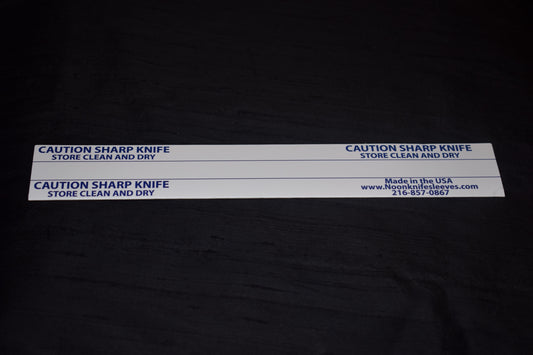 CAUTION SHARP KNIFE
STORE CLEAN AND DRY
CAUTION SHARP KNIFE
STORE CLEAN AND DRY
CAUTION SHARP KNIFE
STORE CLEAN AND DRY
Made in the USA
www.Noonknifesleeves.com
216-857-0867